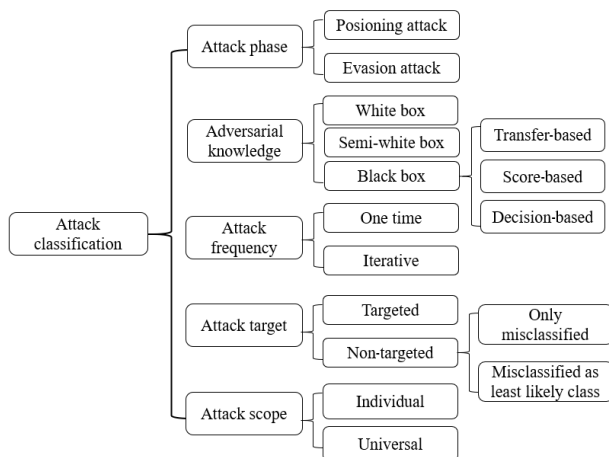 Attack
classification
Attack phase
Posioning attack
Evasion attack
Adversarial
knowledge
White box
Semi-white box
Black box
Transfer-based
Score-based
Decision-based
Attack
frequency
One time
Iterative
Attack target
Targeted
Non-targeted
Only
misclassified
Misclassified as
least likely class
Attack scope
Individual
Universal